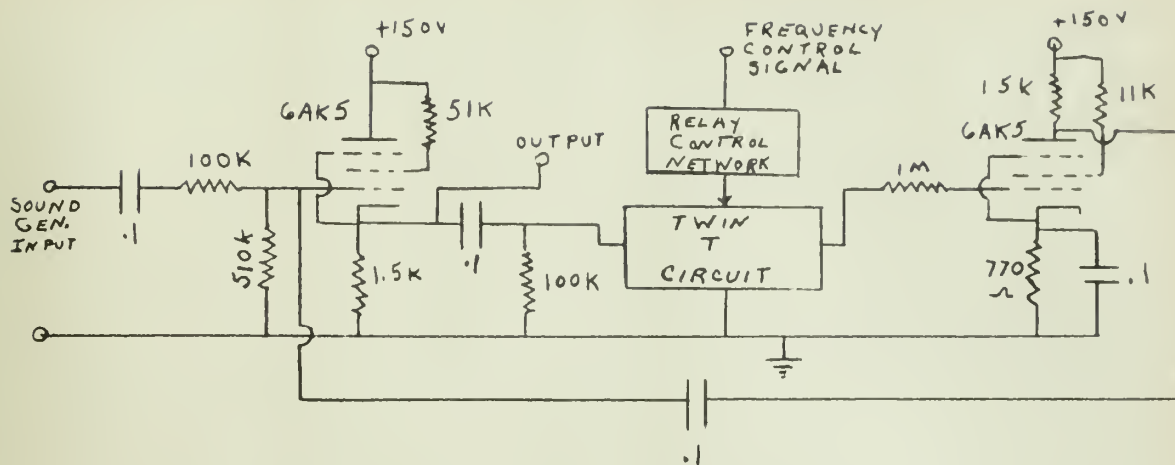 +150V
6AK5
51K
OUTPUT
100K
SOUND
GEN.
INPUT
.1
510K
1.5K
.1
100K
FREQUENCY
CONTROL
SIGNAL
RELAY
CONTROL
NETWORK
TWIN
T
CIRCUIT
1M
+150V
15K
11K
6AK5
770
Ω
.1
.1